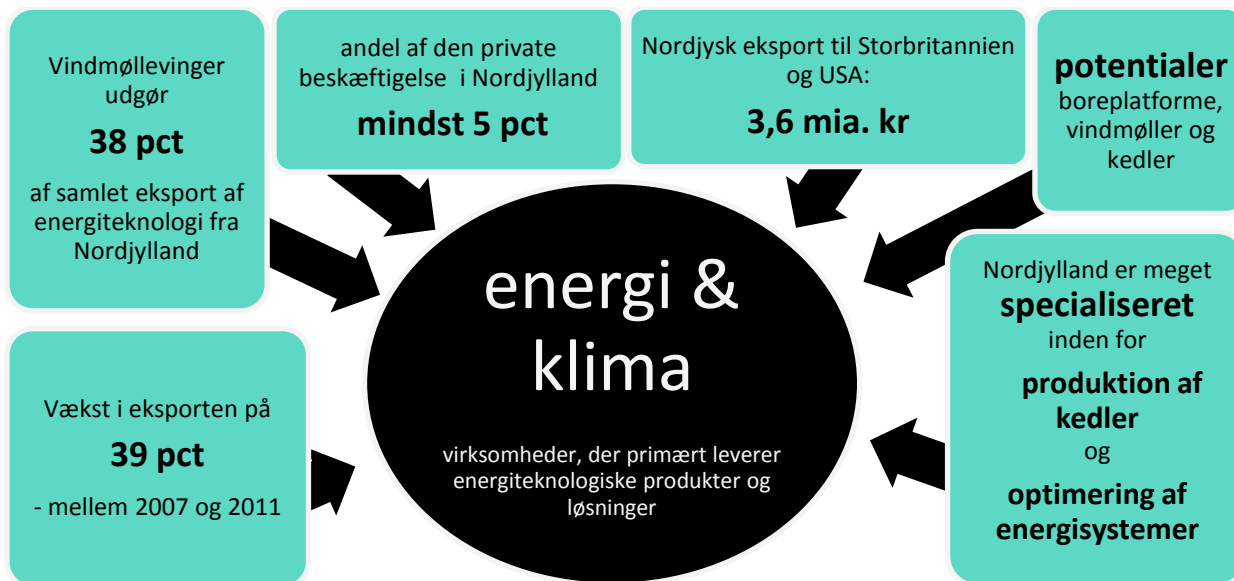 Vindmøllevinger
udgør
38 pct
af samlet eksport af
energiteknologi fra
Nordjylland
andel af den private
beskæftigelse i Nordjylland
mindst 5 pct
Nordjysk eksport til Storbritannien
og USA:
3,6 mia. kr
potentialer
boreplatforme,
vindmøller og
kedler
energi &
klima
virksomheder, der primært leverer
energiteknologiske produkter og
løsninger
Vækst i eksporten på
39 pct
- mellem 2007 og 2011
Nordjylland er meget
specialiseret
inden for
produktion af
kedler
og
optimering af
energisystemer